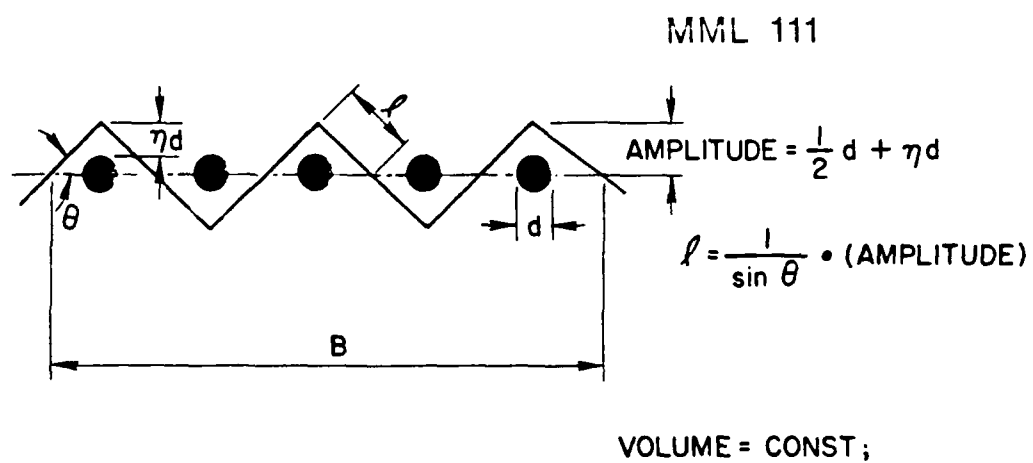 MML 111
ηd
ℓ
AMPLITUDE = 1/2 d + ηd
θ
d
ℓ = 1/sin θ • (AMPLITUDE)
B
VOLUME = CONST;